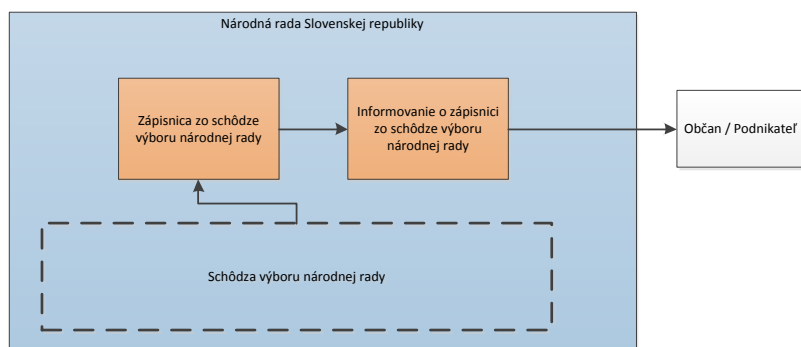 Národná rada Slovenskej republiky
Zápisnica zo schôdze
výboru národnej rady
Informovanie o zápisnici
zo schôdze výboru
národnej rady
Občan / Podnikateľ
Schôdza výboru národnej rady